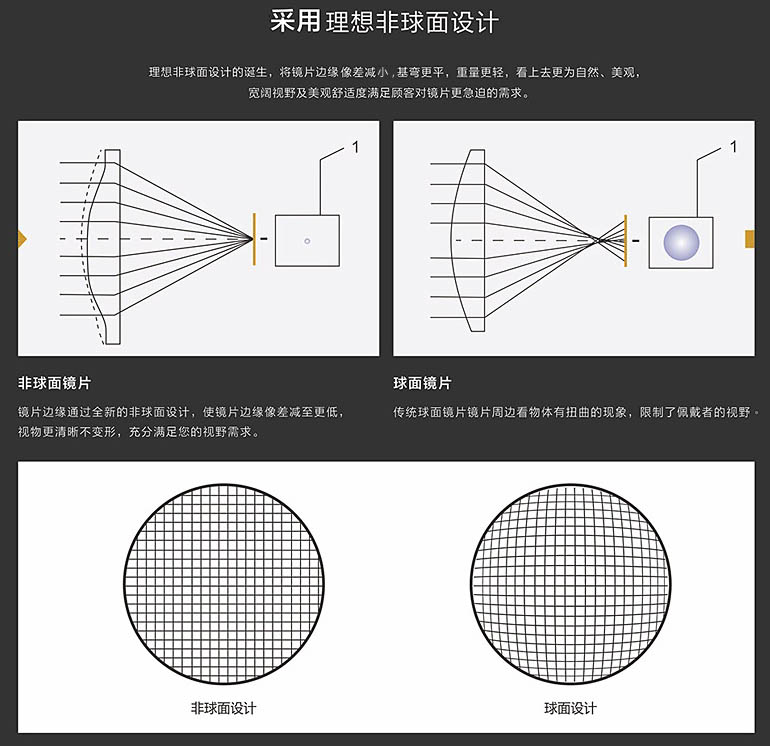 采用理想非球面设计
理想非球面设计的诞生，将镜片边缘像差减小,基弯更平，重量更轻，看上去更为自然、美观，
宽阔视野及美观舒适度满足顾客对镜片更急迫的需求。
1
1
非球面镜片
镜片边缘通过全新的非球面设计，使镜片边缘像差减至更低，
视物更清晰不变形，充分满足您的视野需求。
球面镜片
传统球面镜片镜片周边看物体有扭曲的现象，限制了佩戴者的视野。
非球面设计
球面设计